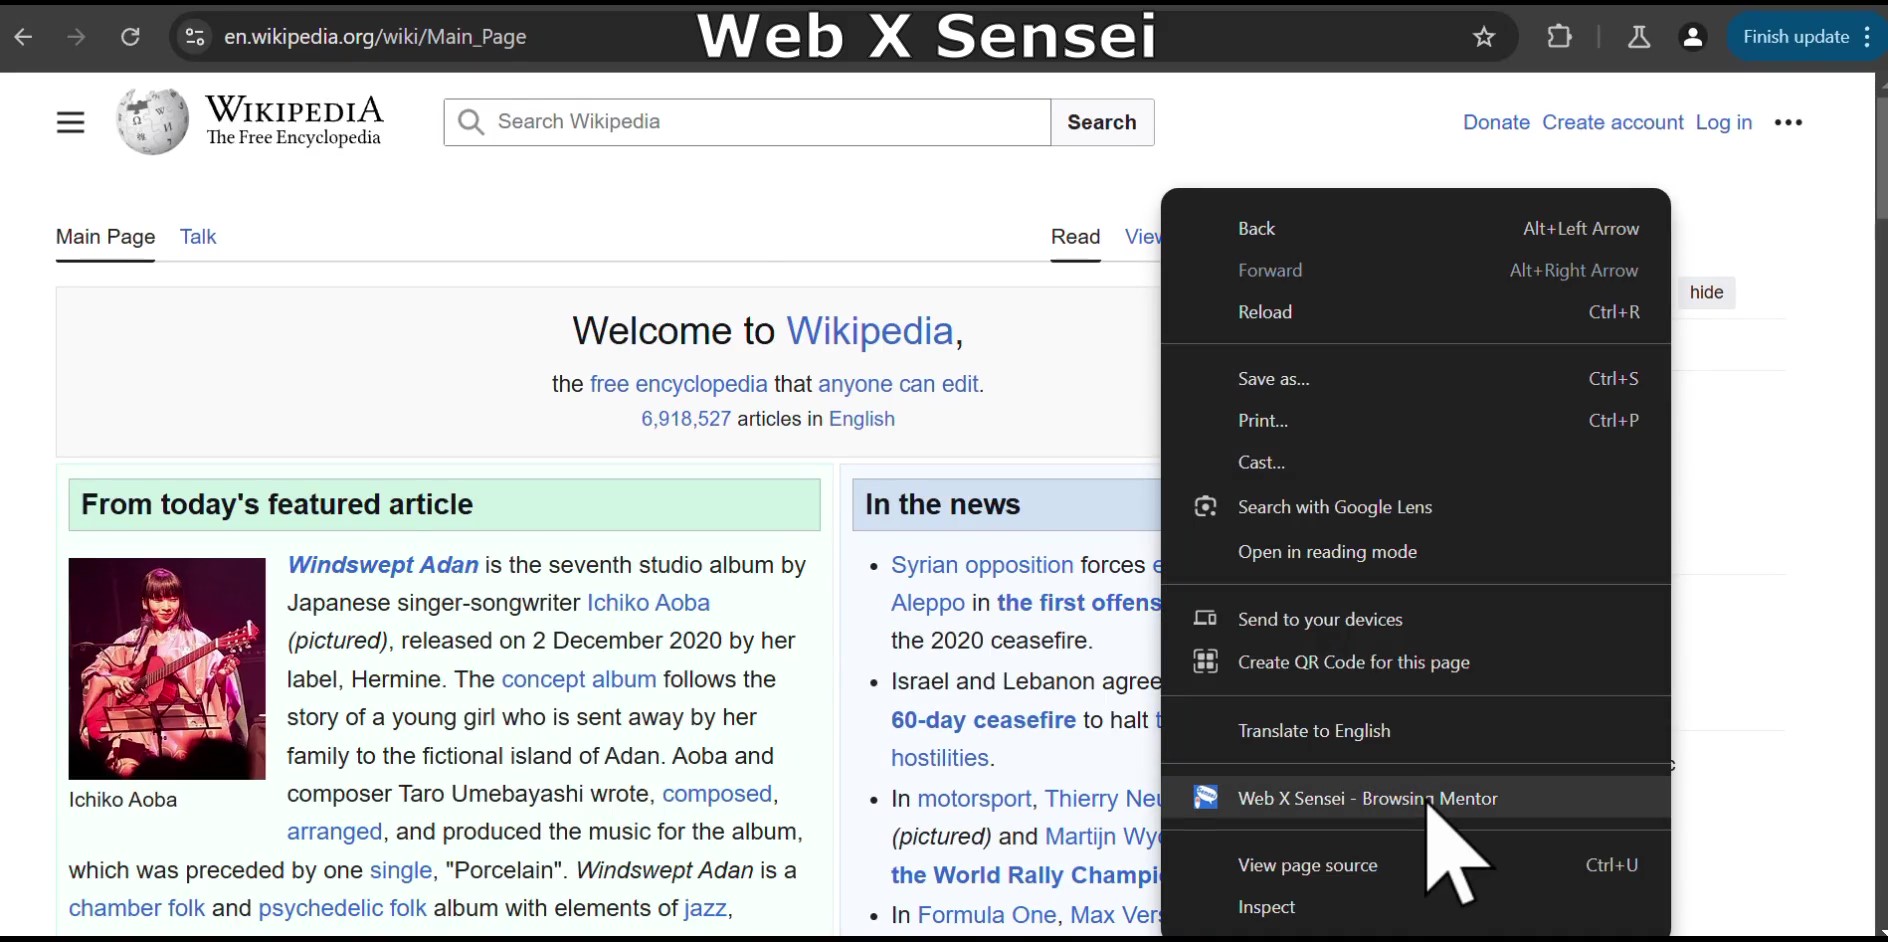 en.wikipedia.org/wiki/Main_Page
Web X Sensei
Finish update
WIKIPEDIA
The Free Encyclopedia
Search Wikipedia
Search
Donate Create account Log in
Main Page Talk
Read View
Welcome to Wikipedia,
the free encyclopedia that anyone can edit.
6,918,527 articles in English
From today's featured article
Windswept Adan is the seventh studio album by
Japanese singer-songwriter Ichiko Aoba
(pictured), released on 2 December 2020 by her
label, Hermine. The concept album follows the
story of a young girl who is sent away by her
family to the fictional island of Adan. Aoba and
composer Taro Umebayashi wrote, composed,
arranged, and produced the music for the album,
which was preceded by one single, "Porcelain". Windswept Adan is a
chamber folk and psychedelic folk album with elements of jazz,
Ichiko Aoba
In the news
• Syrian opposition forces
Aleppo in the first offens
the 2020 ceasefire.
• Israel and Lebanon agree
60-day ceasefire to halt
hostilities.
• In motorsport, Thierry Neu
(pictured) and Martijn Wy
the World Rally Champi
• In Formula One, Max Vers
hide
Back Alt+Left Arrow
Forward Alt+Right Arrow
Reload Ctrl+R
Save as... Ctrl+S
Print... Ctrl+P
Cast...
Search with Google Lens
Open in reading mode
Send to your devices
Create QR Code for this page
Translate to English
Web X Sensei - Browsing Mentor
View page source Ctrl+U
Inspect